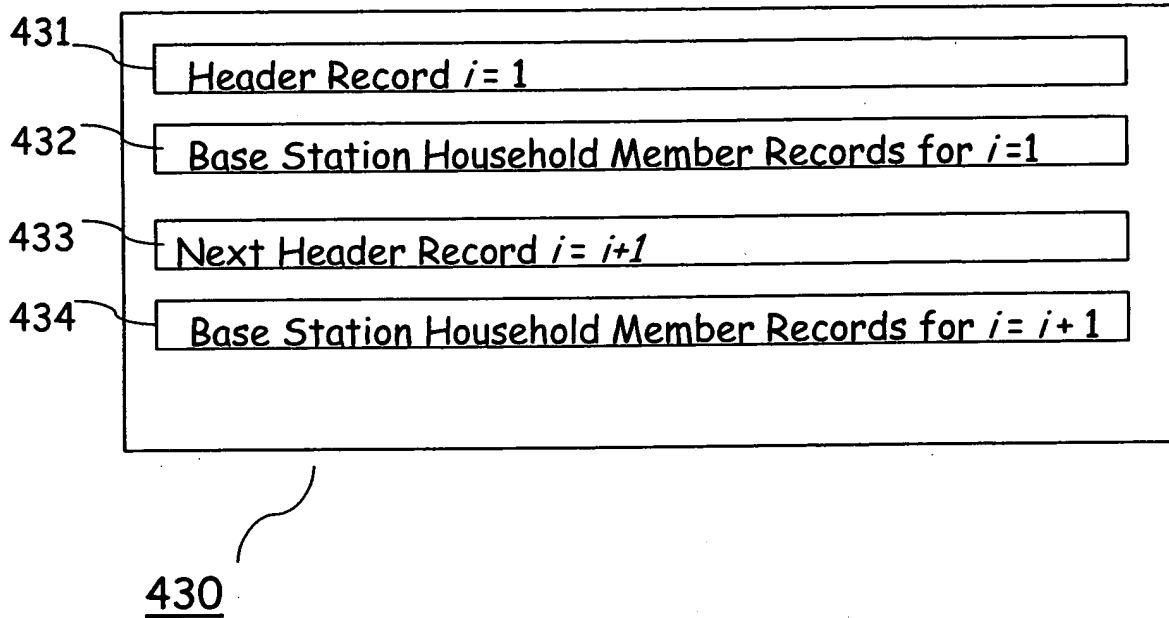 431
Header Record i = 1
432
Base Station Household Member Records for i =1
433
Next Header Record i = i+1
434
Base Station Household Member Records for i = i + 1
430